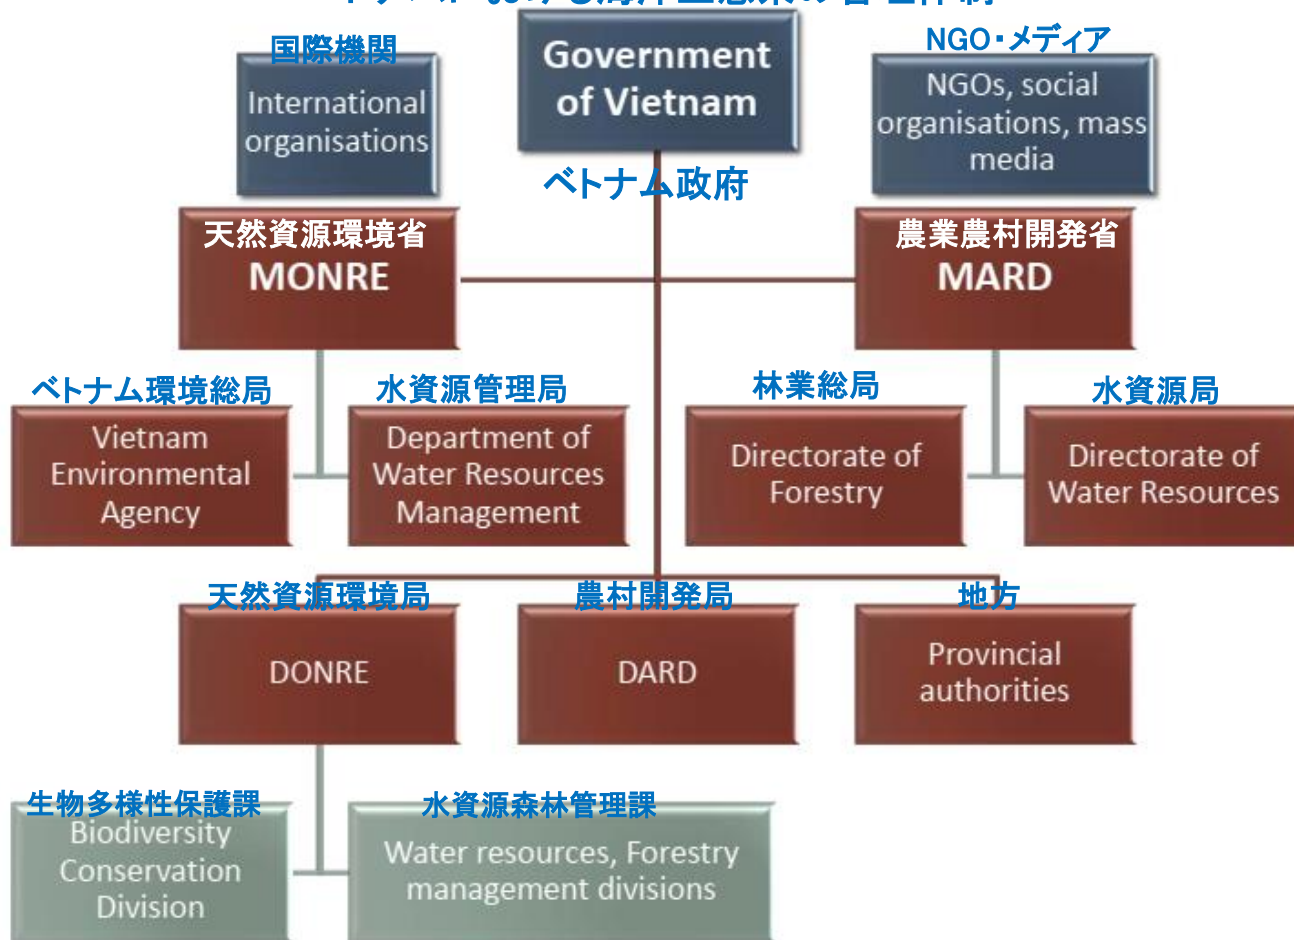 国際機関
Government
of Vietnam
NGO・メディア
International
organisations
NGOs, social
organisations, mass
media
ベトナム政府
天然資源環境省
MONRE
農業農村開発省
MARD
ベトナム環境総局
Vietnam
Environmental
Agency
水資源管理局
Department of
Water Resources
Management
林業総局
Directorate of
Forestry
水資源局
Directorate of
Water Resources
天然資源環境局
DONRE
農村開発局
DARD
地方
Provincial
authorities
生物多様性保護課
Biodiversity
Conservation
Division
水資源森林管理課
Water resources, Forestry
management divisions